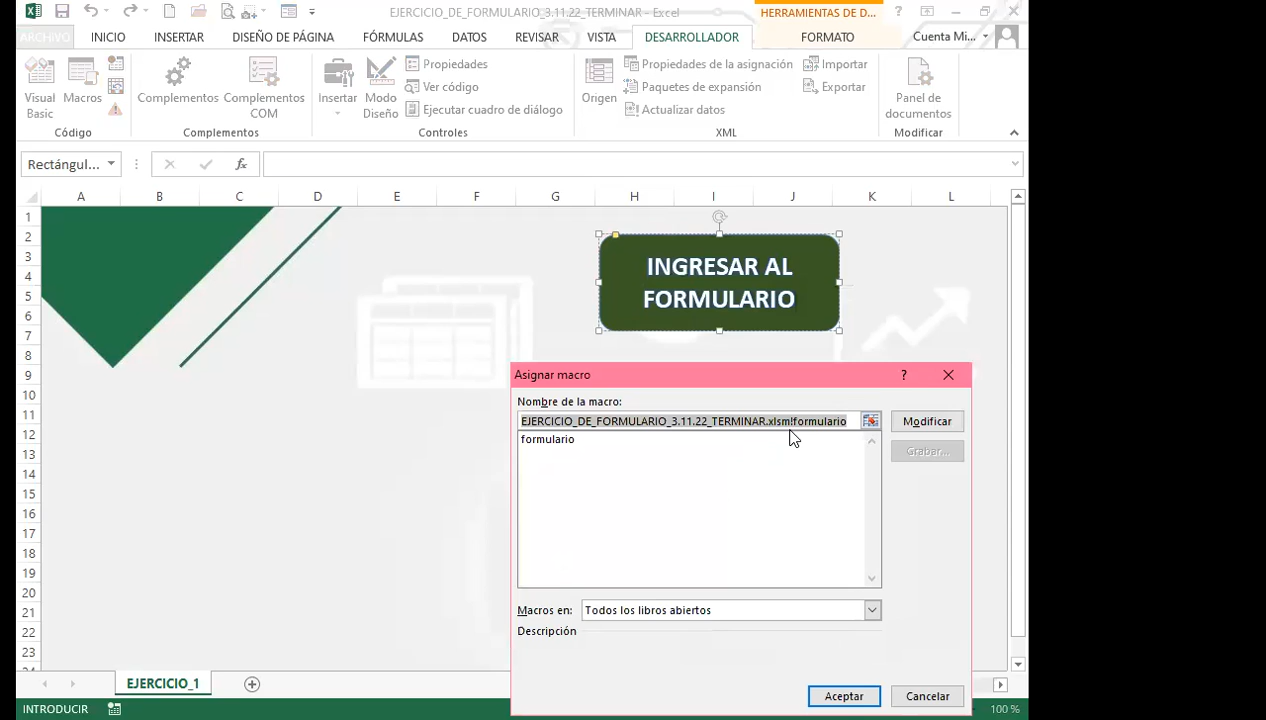 EJERCICIO_DE_FORMULARIO_3.11.22_TERMINAR - Excel
HERRAMIENTAS DE D...
?
ARCHIVO
INICIO
INSERTAR
DISEÑO DE PÁGINA
FÓRMULAS
DATOS
REVISAR
VISTA
DESARROLLADOR
FORMATO
Cuenta Mi...
Visual Basic
Macros
Complementos
Complementos COM
Insertar
Modo Diseño
Propiedades
Ver código
Ejecutar cuadro de diálogo
Origen
Propiedades de la asignación
Paquetes de expansión
Actualizar datos
Importar
Exportar
Panel de documentos
Código
Complementos
Controles
XML
Modificar
Rectángul...
fx
A B C D E F G H I J K L
1
2
3
4
5
6
7
8
9
10
11
12
13
14
15
16
17
18
19
20
21
22
23
24
INGRESAR AL
FORMULARIO
Asignar macro
?
Nombre de la macro:
EJERCICIO_DE_FORMULARIO_3.11.22_TERMINAR.xlsm!formulario
Modificar
formulario
Grabar...
Macros en:
Todos los libros abiertos
Descripción
Aceptar
Cancelar
EJERCICIO_1
INTRODUCIR
100 %